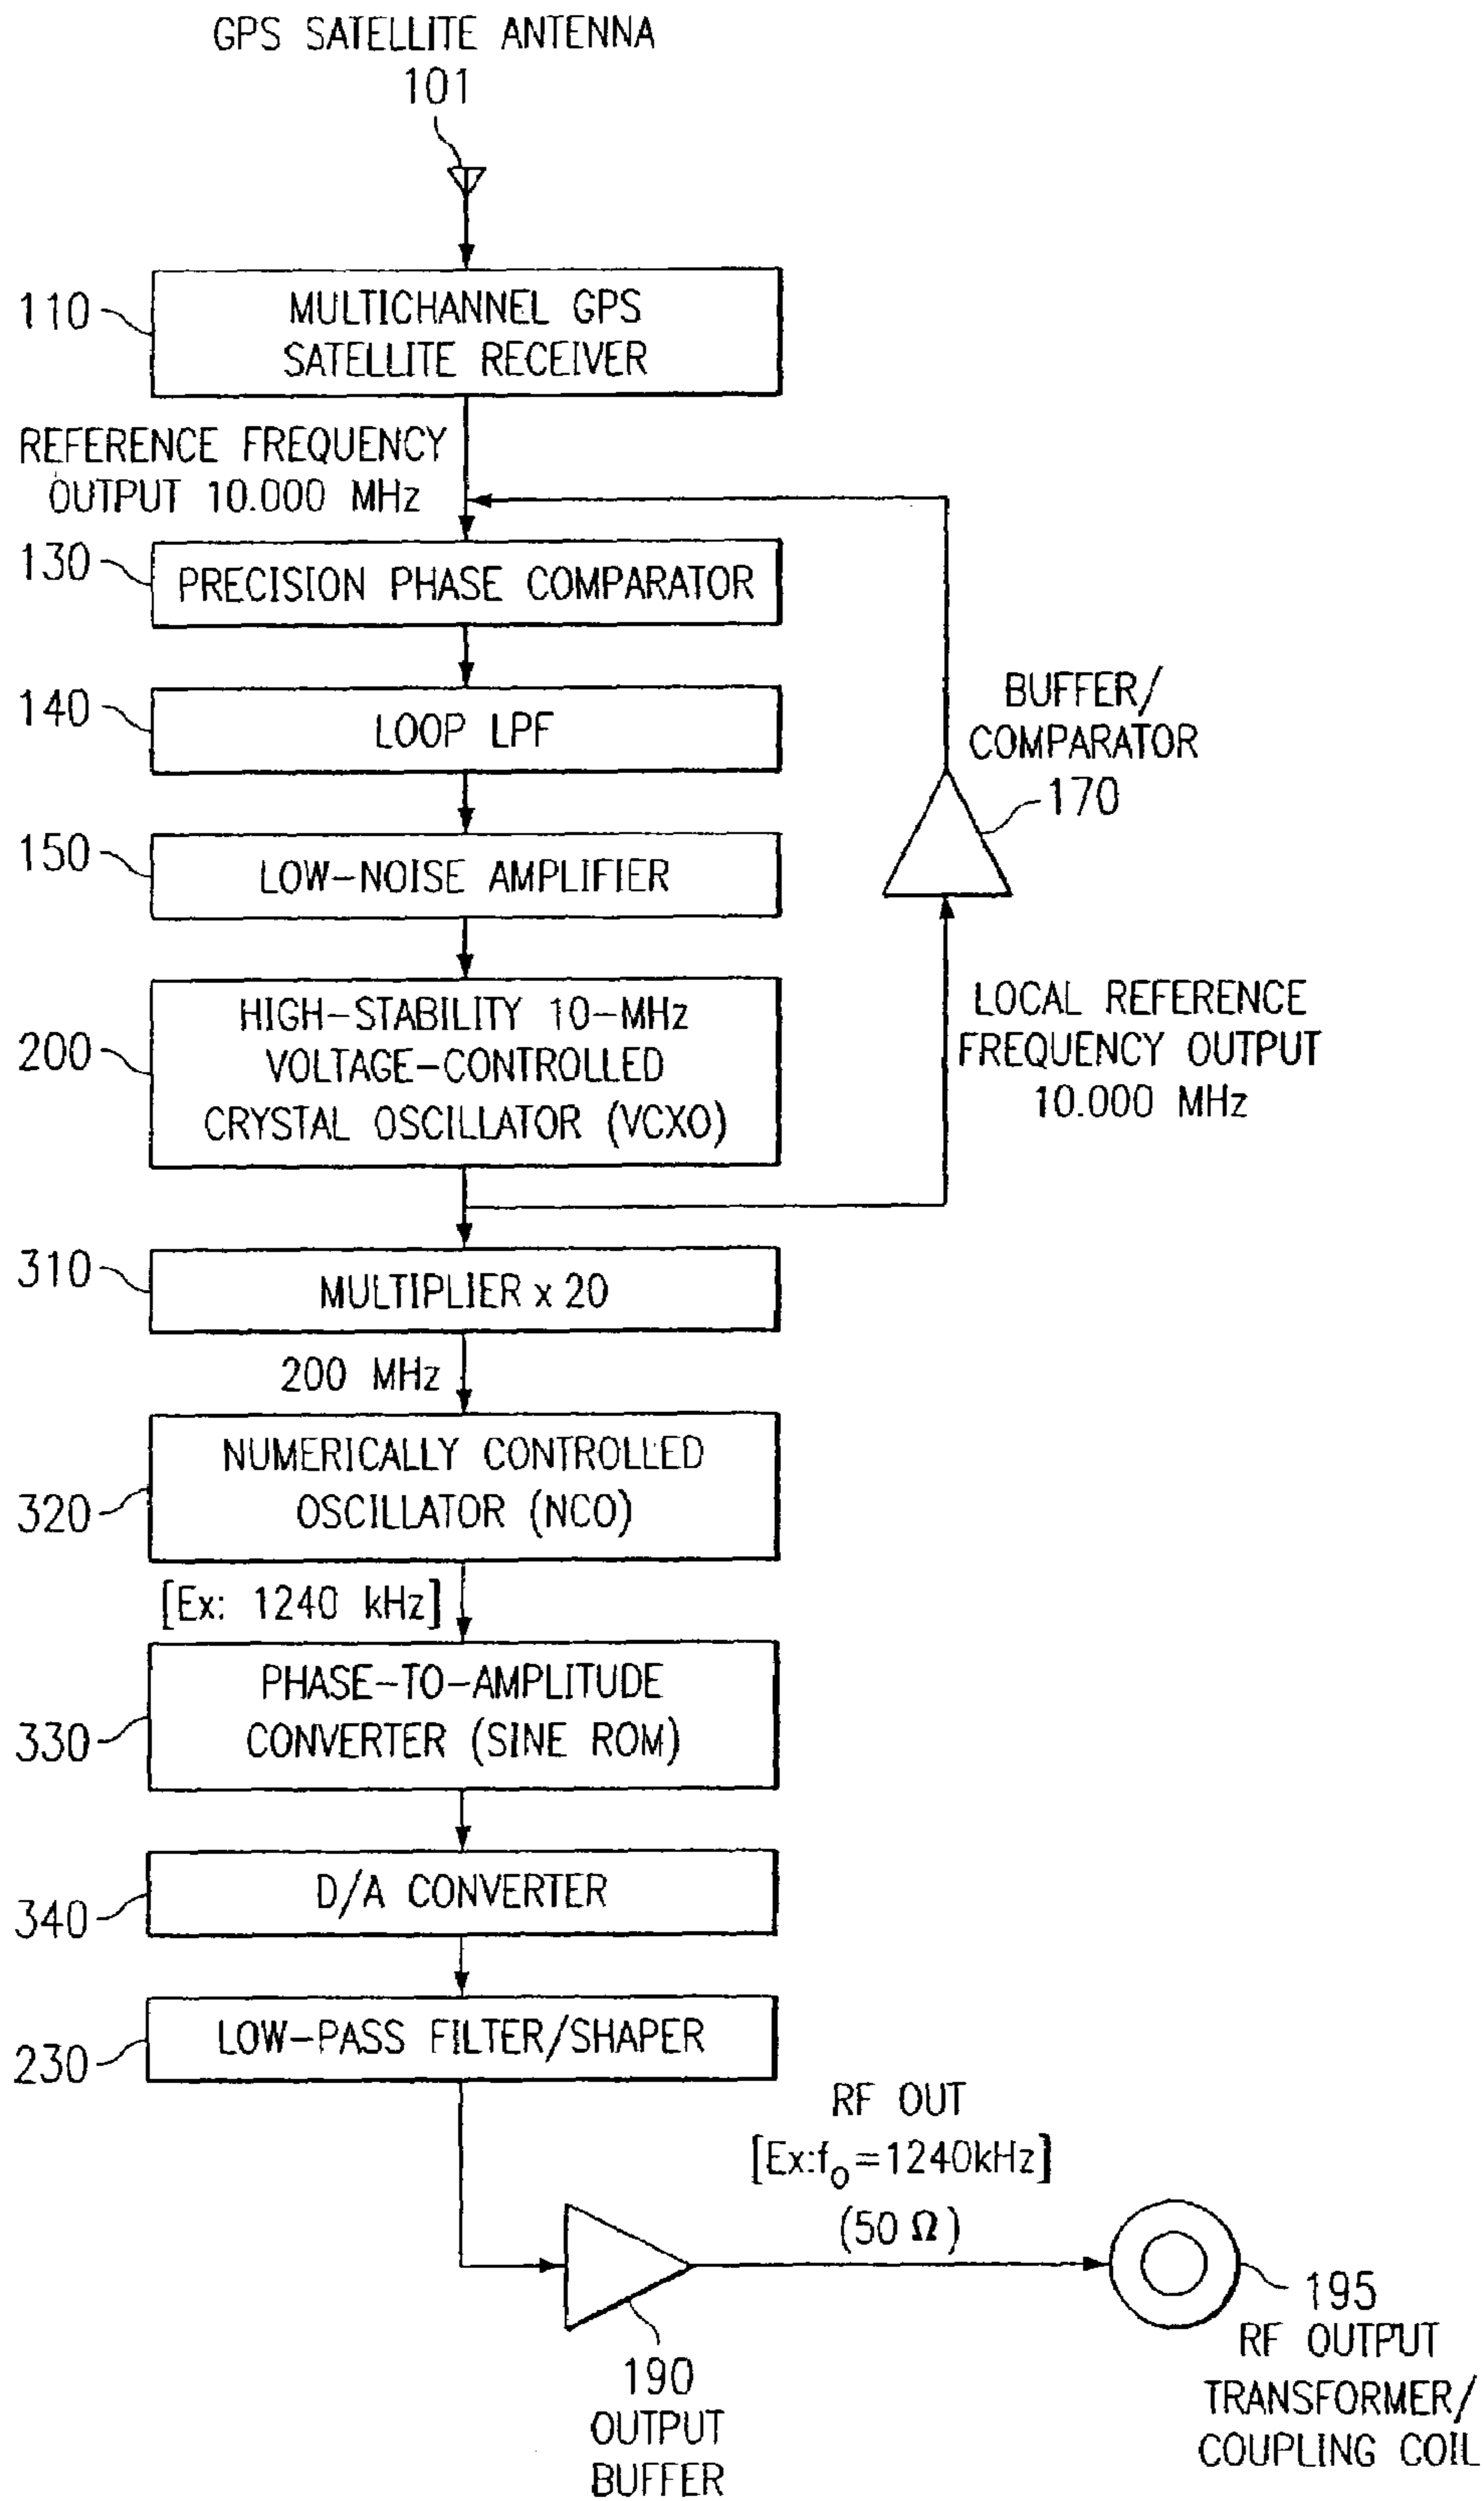 GPS SATELLITE ANTENNA
101
110
MULTICHANNEL GPS
SATELLITE RECEIVER
REFERENCE FREQUENCY
OUTPUT 10.000 MHz
130
PRECISION PHASE COMPARATOR
140
LOOP LPF
BUFFER/
COMPARATOR
170
150
LOW-NOISE AMPLIFIER
200
HIGH-STABILITY 10-MHz
VOLTAGE-CONTROLLED
CRYSTAL OSCILLATOR (VCXO)
LOCAL REFERENCE
FREQUENCY OUTPUT
10.000 MHz
310
MULTIPLIER x 20
200 MHz
320
NUMERICALLY CONTROLLED
OSCILLATOR (NCO)
[Ex: 1240 kHz]
330
PHASE-TO-AMPLITUDE
CONVERTER (SINE ROM)
340
D/A CONVERTER
230
LOW-PASS FILTER/SHAPER
RF OUT
[Ex:fo=1240kHz]
(50 Ω)
190
OUTPUT
BUFFER
195
RF OUTPUT
TRANSFORMER/
COUPLING COIL